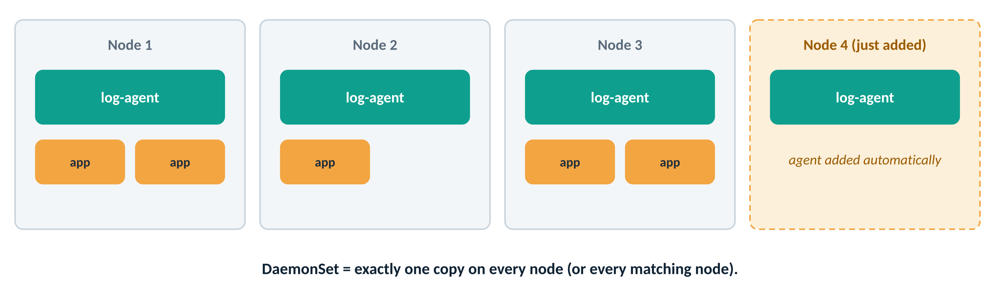 Node 1
log-agent
app
app
Node 2
log-agent
app
Node 3
log-agent
app
app
Node 4 (just added)
log-agent
agent added automatically
DaemonSet = exactly one copy on every node (or every matching node).